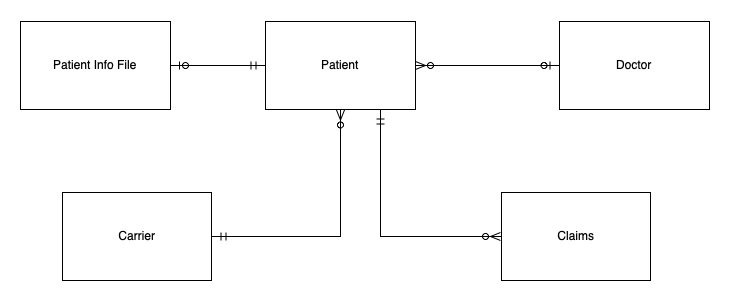 Patient Info File
Patient
Doctor
Carrier
Claims